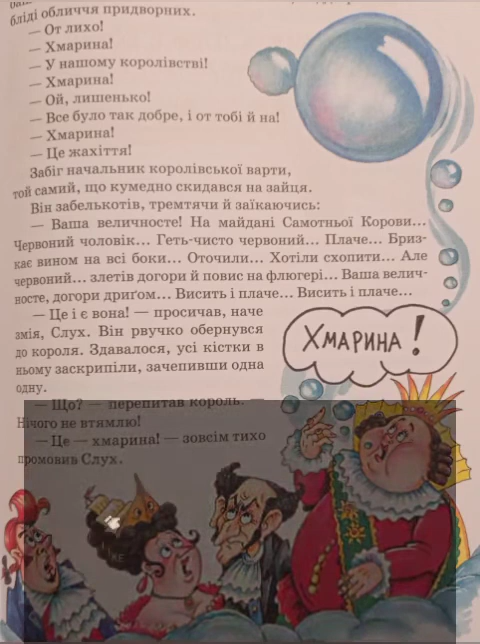 бліді обличчя придворних.
— От лихо!
— Хмарина!
— У нашому королівстві!
— Хмарина!
— Ой, лишенько!
— Все було так добре, і от тобі й на!
— Хмарина!
— Це жахіття!
Забіг начальник королівської варти,
той самий, що кумедно скидався на зайця.
Він забелькотів, тремтячи й заїкаючись:
— Ваша величносте! На майдані Самотньої Корови...
Червоний чоловік... Геть-чисто червоний... Плаче... Бриз-
кає вином на всі боки... Оточили... Хотіли схопити... Але
червоний... злетів догори й повис на флюгері... Ваша велич-
носте, догори дриґом... Висить і плаче... Висить і плаче...
— Це і є вона! — просичав, наче
змія, Слух. Він рвучко обернувся
до короля. Здавалося, усі кістки в
ньому заскрипіли, зачепивши одна
одну.
ХМАРИНА!
— Що? — перепитав король. —
Нічого не втямлю!
— Це — хмарина! — зовсім тихо
промовив Слух.